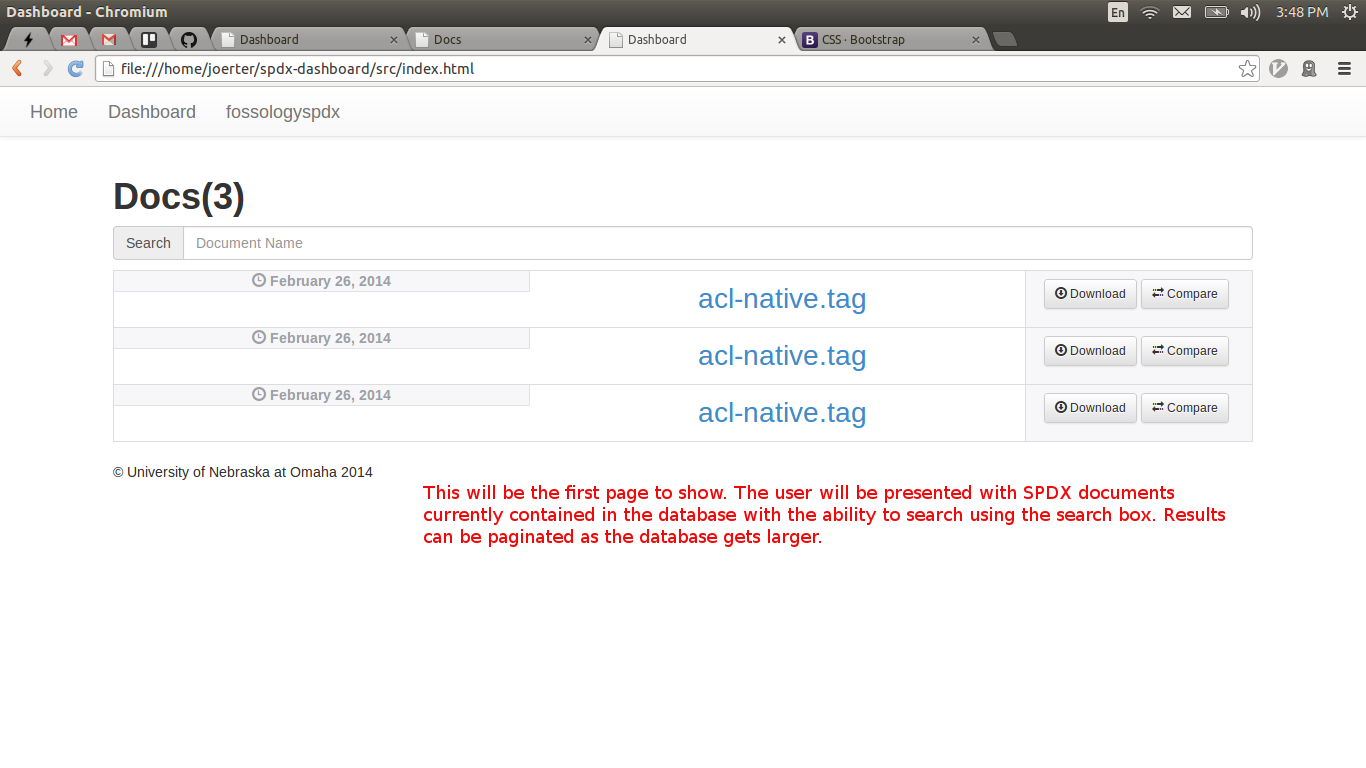 Dashboard - Chromium
En
3:48 PM
Dashboard
Docs
Dashboard
CSS · Bootstrap
file:///home/joerter/spdx-dashboard/src/index.html
Home
Dashboard
fossologyspdx
Docs(3)
Search
Document Name
February 26, 2014
acl-native.tag
Download
Compare
February 26, 2014
acl-native.tag
Download
Compare
February 26, 2014
acl-native.tag
Download
Compare
© University of Nebraska at Omaha 2014
This will be the first page to show. The user will be presented with SPDX documents
currently contained in the database with the ability to search using the search box. Results
can be paginated as the database gets larger.